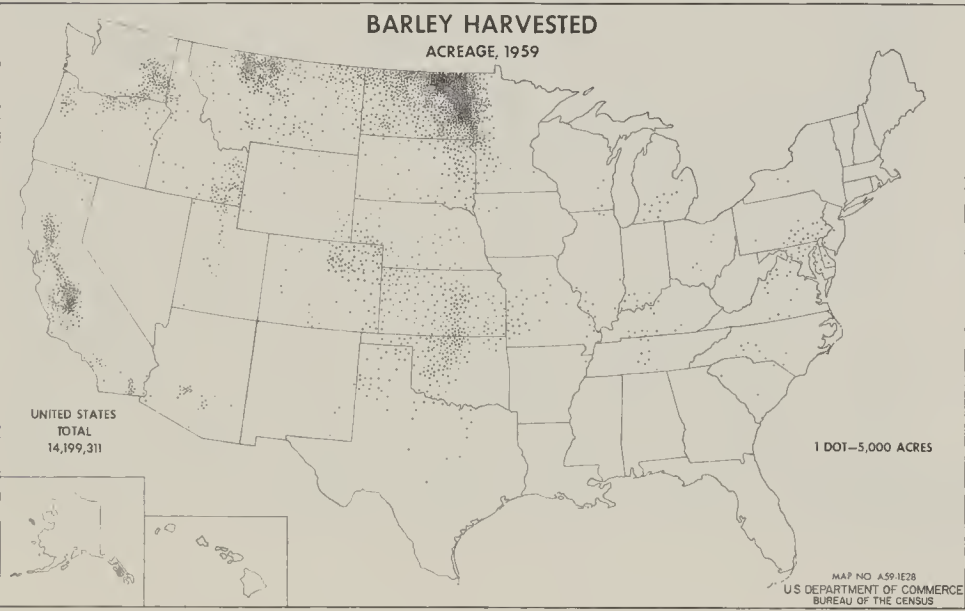 BARLEY HARVESTED
ACREAGE, 1959
UNITED STATES
TOTAL
14,199,311
1 DOT—5,000 ACRES
MAP NO. A59-1E28
U S DEPARTMENT OF COMMERCE
BUREAU OF THE CENSUS